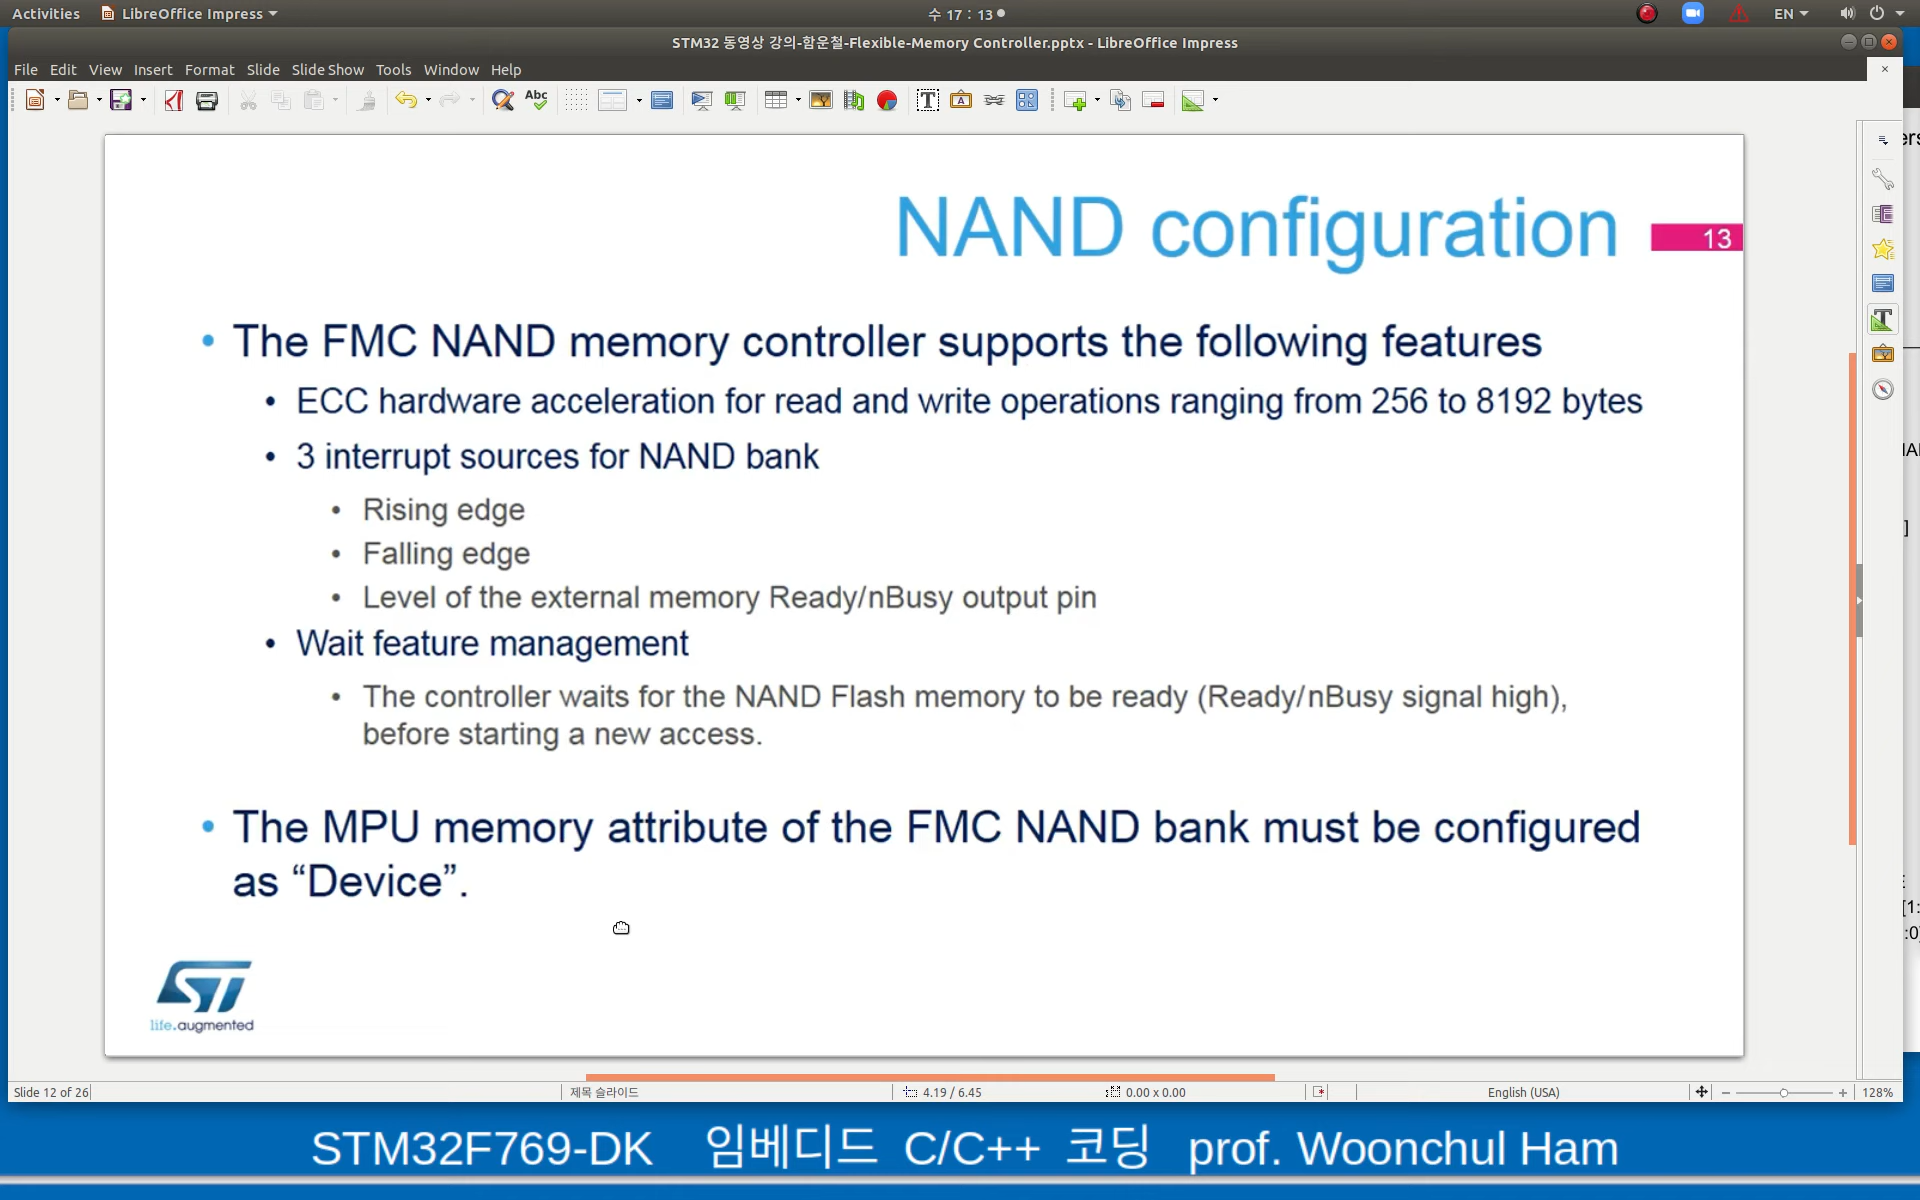 Activities LibreOffice Impress 수 17 : 13 EN
STM32 동영상 강의-함운철-Flexible-Memory Controller.pptx - LibreOffice Impress
File Edit View Insert Format Slide Slide Show Tools Window Help
Abc
NAND configuration 13
• The FMC NAND memory controller supports the following features
• ECC hardware acceleration for read and write operations ranging from 256 to 8192 bytes
• 3 interrupt sources for NAND bank
• Rising edge
• Falling edge
• Level of the external memory Ready/nBusy output pin
• Wait feature management
• The controller waits for the NAND Flash memory to be ready (Ready/nBusy signal high),
before starting a new access.
• The MPU memory attribute of the FMC NAND bank must be configured
as “Device”.
ST
life.augmented
Slide 12 of 26 제목 슬라이드 4.19 / 6.45 0.00 x 0.00 English (USA) 128%
STM32F769-DK 임베디드 C/C++ 코딩 prof. Woonchul Ham